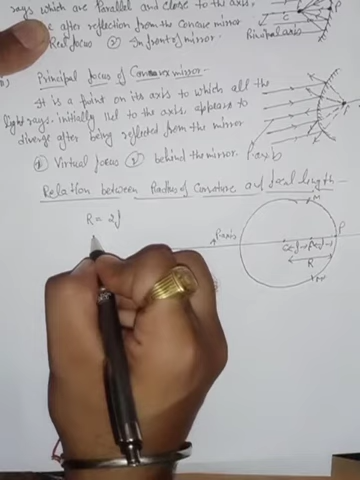 rays which are Parallel and close to the axis,
after reflection from the concave mirror
Real focus ② In front of mirror.
C
P
Principal axis
Principal focus of Convex mirror.
It is a point on its axis to which all the
light rays, initially llel to the axis, appears to
diverge after being reflected from the mirror
① Virtual focus ② behind the mirror.
P axis
Relation between Radius of Curvature and focal length
R = 2f
P axis
M
P
R